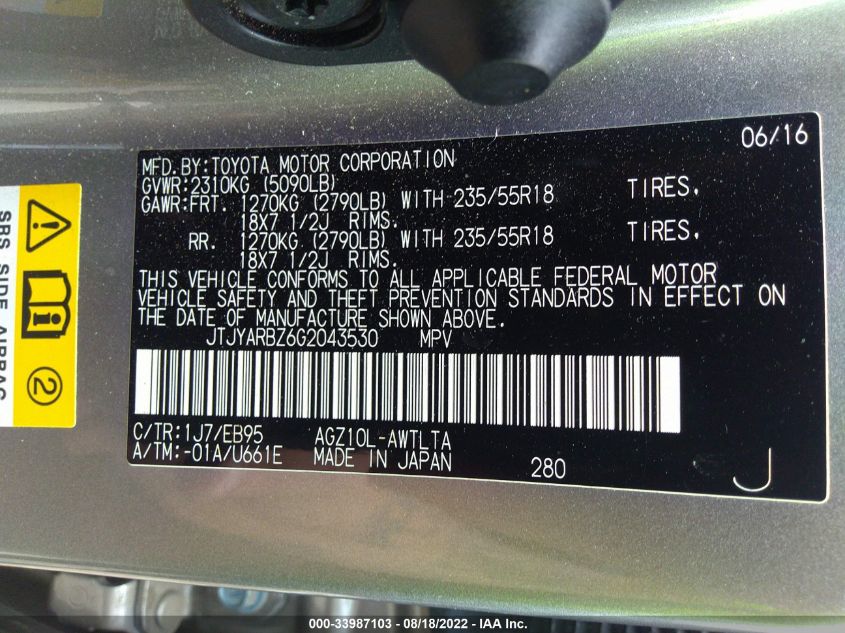 06/16
MFD.BY:TOYOTA MOTOR CORPORATION
GVWR:2310KG (5090LB)
GAWR:FRT. 1270KG (2790LB) WITH 235/55R18 TIRES,
18X7 1/2J RIMS.
RR. 1270KG (2790LB) WITH 235/55R18 TIRES,
18X7 1/2J RIMS.
THIS VEHICLE CONFORMS TO ALL APPLICABLE FEDERAL MOTOR
VEHICLE SAFETY AND THEFT PREVENTION STANDARDS IN EFFECT ON
THE DATE OF MANUFACTURE SHOWN ABOVE.
JTJYARBZ6G2043530 MPV
C/TR:1J7/EB95 AGZ10L-AWTLTA
A/TM:-01A/U661E MADE IN JAPAN 280 J
SRS SIDE AIRBAG
2
000-33987103 - 08/18/2022 - IAA Inc.